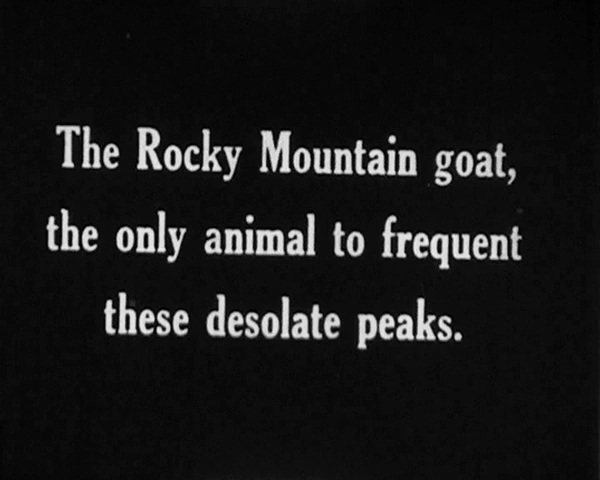 The Rocky Mountain goat,
the only animal to frequent
these desolate peaks.